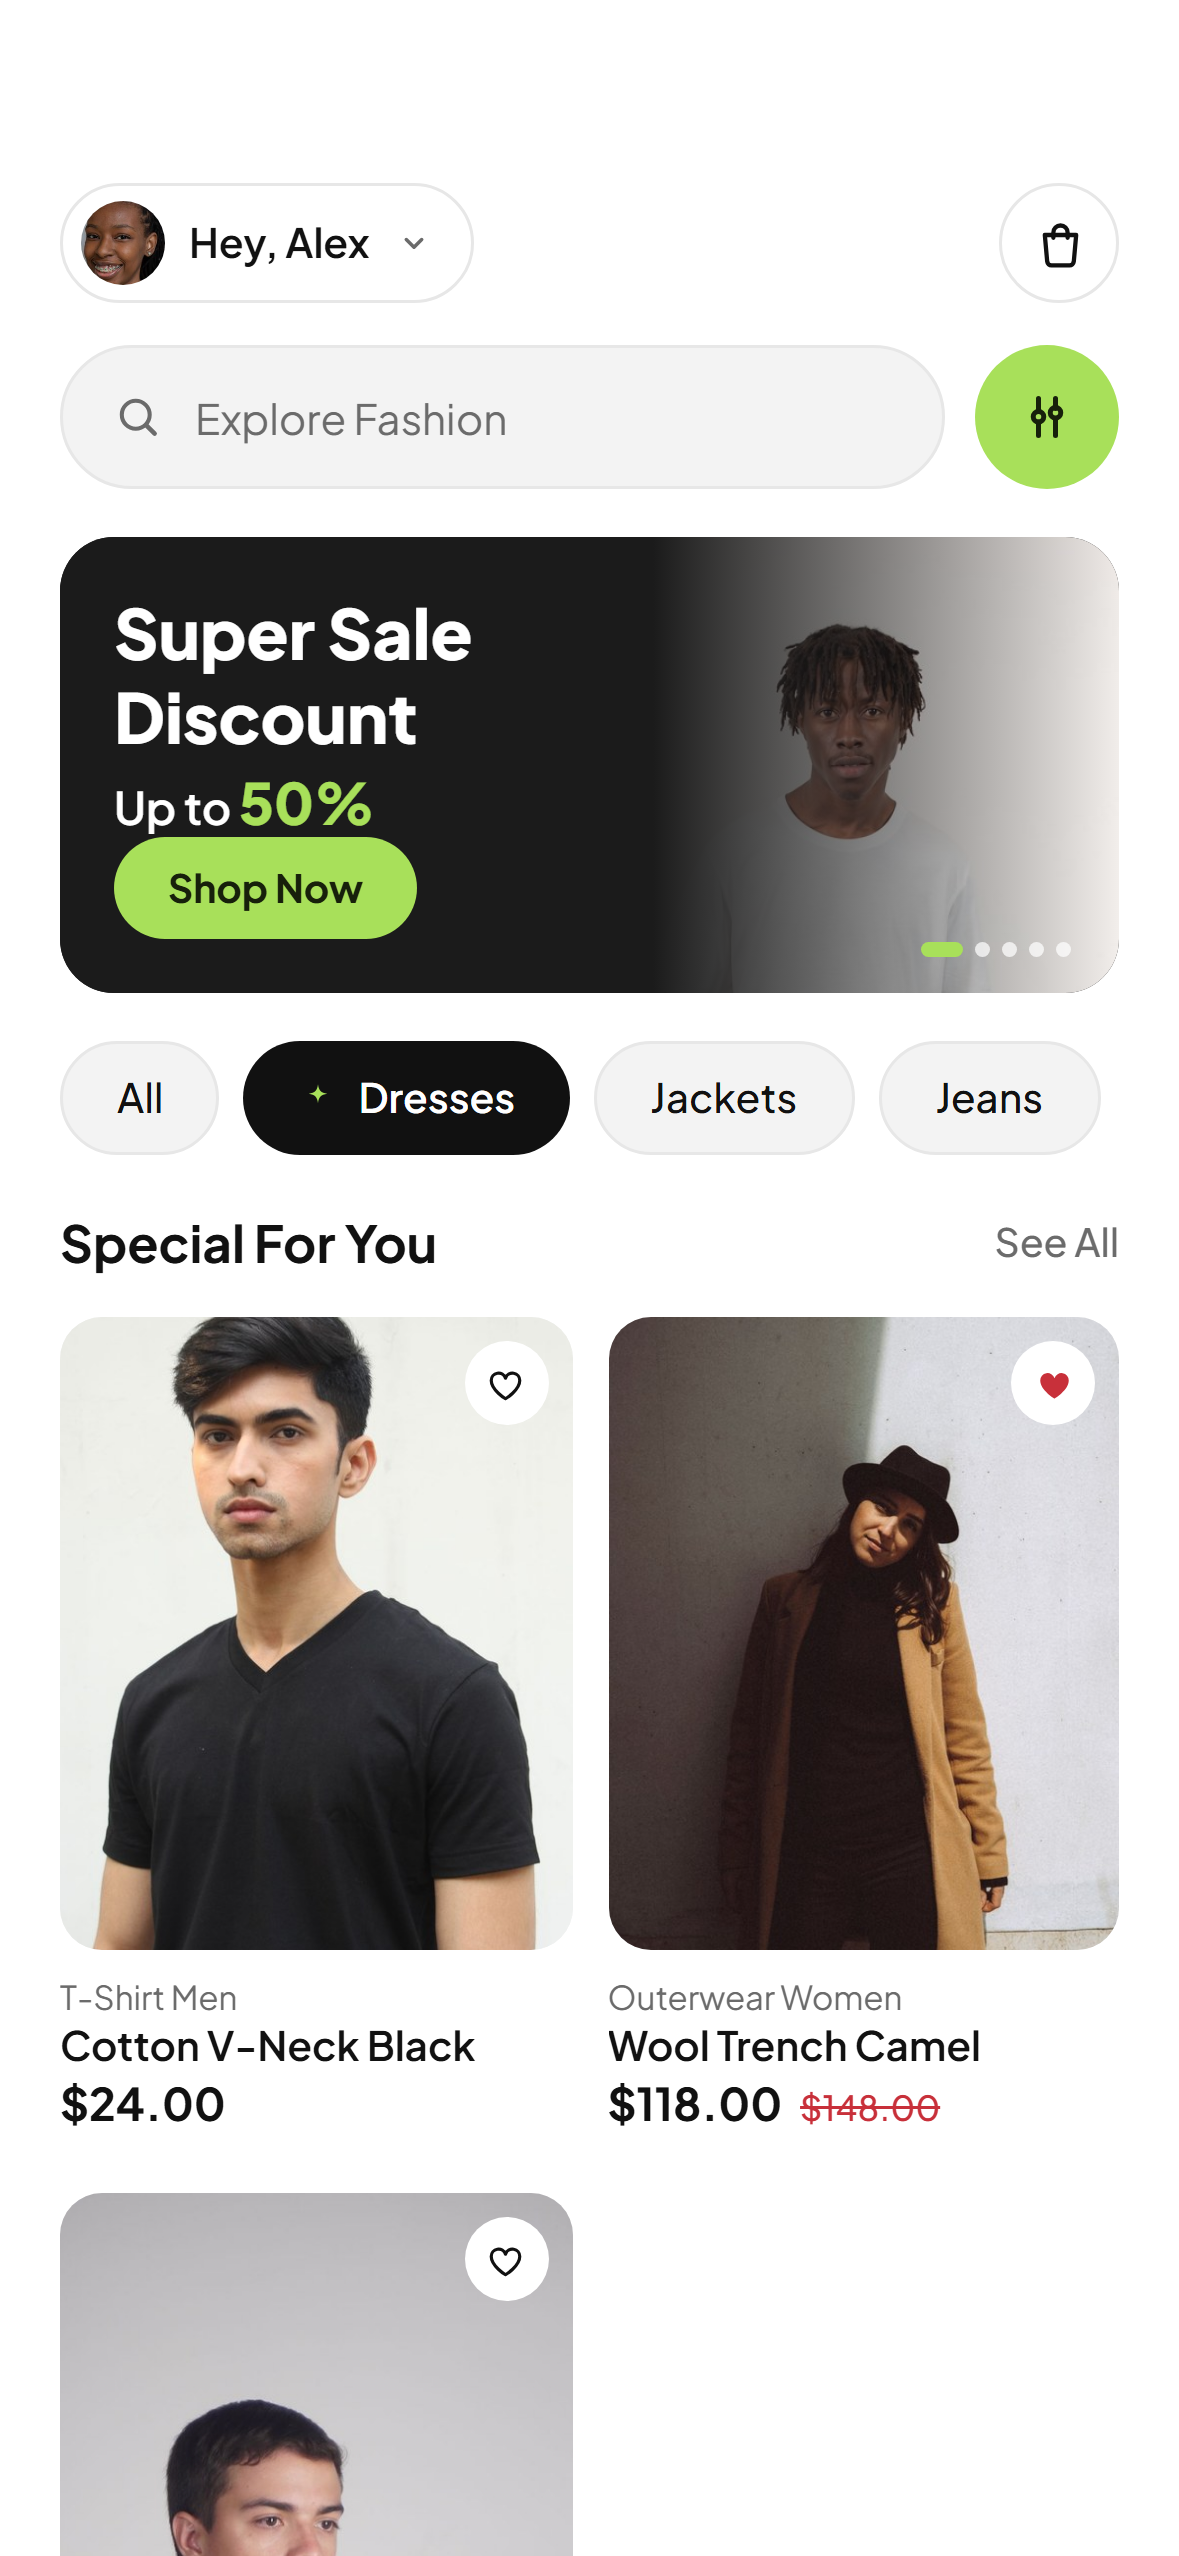 Hey, Alex
Explore Fashion
Super Sale
Discount
Up to 50%
Shop Now
All
Dresses
Jackets
Jeans
Special For You
See All
T-Shirt Men
Cotton V-Neck Black
$24.00
Outerwear Women
Wool Trench Camel
$118.00 $148.00